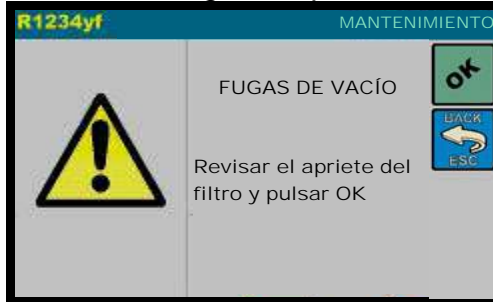 R1234yf
MANTENIMIENTO
FUGAS DE VACÍO
OK
BACK
ESC
Revisar el apriete del
filtro y pulsar OK